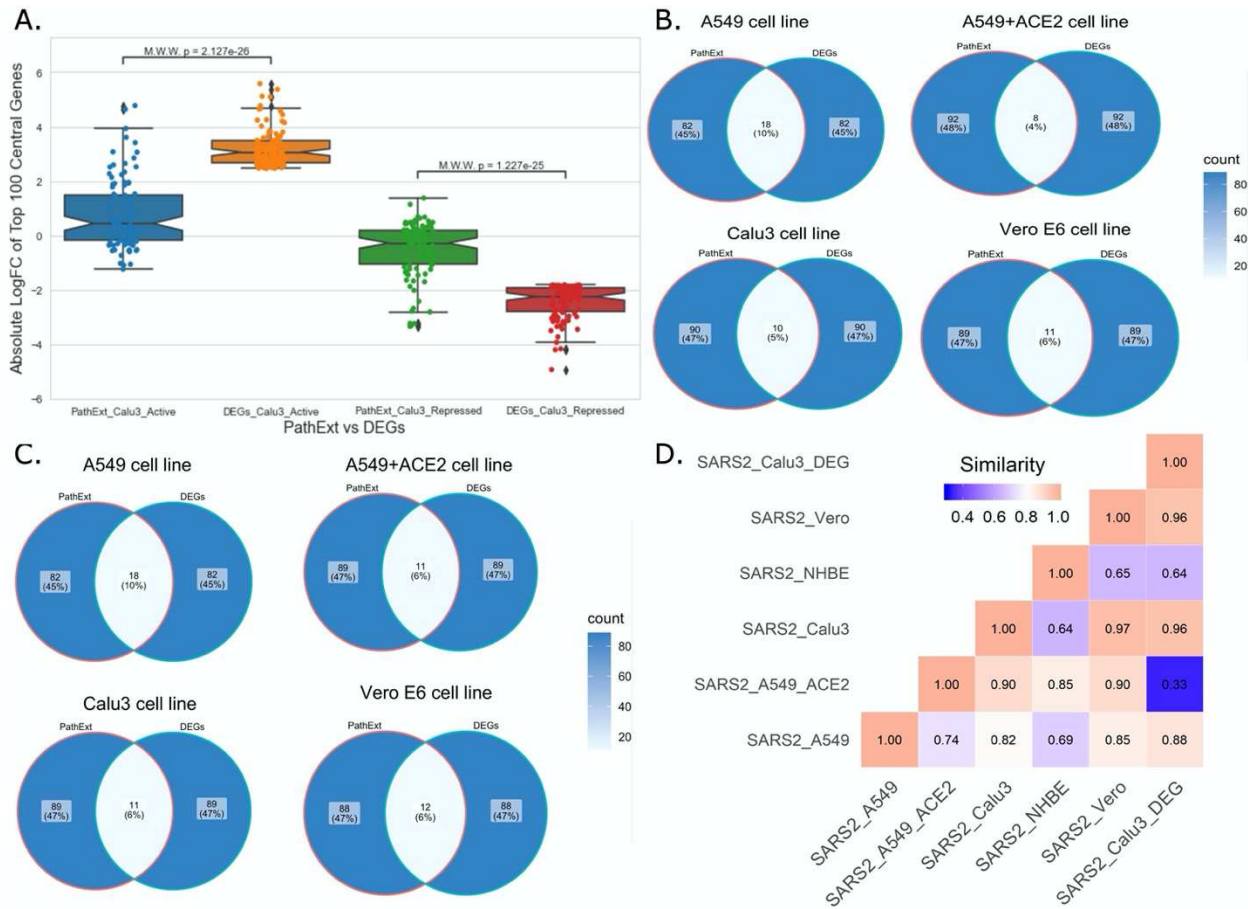 A.
M.W.W. p = 2.127e-26
M.W.W. p = 1.227e-25
Absolute LogFC of Top 100 Central Genes
6
4
2
0
−2
−4
−6
PathExt_Calu3_Active
DEGs_Calu3_Active
PathExt_Calu3_Repressed
DEGs_Calu3_Repressed
PathExt vs DEGs
B.
A549 cell line
PathExt
DEGs
82
(45%)
18
(10%)
82
(45%)
A549+ACE2 cell line
PathExt
DEGs
92
(48%)
8
(4%)
92
(48%)
Calu3 cell line
PathExt
DEGs
90
(47%)
10
(5%)
90
(47%)
Vero E6 cell line
PathExt
DEGs
89
(47%)
11
(6%)
89
(47%)
count
80
60
40
20
C.
A549 cell line
PathExt
DEGs
82
(45%)
18
(10%)
82
(45%)
A549+ACE2 cell line
PathExt
DEGs
89
(47%)
11
(6%)
89
(47%)
Calu3 cell line
PathExt
DEGs
89
(47%)
11
(6%)
89
(47%)
Vero E6 cell line
PathExt
DEGs
88
(47%)
12
(6%)
88
(47%)
count
80
60
40
20
D.
Similarity
0.4 0.6 0.8 1.0
SARS2_Calu3_DEG 1.00
SARS2_Vero 1.00 0.96
SARS2_NHBE 1.00 0.65 0.64
SARS2_Calu3 1.00 0.64 0.97 0.96
SARS2_A549_ACE2 1.00 0.90 0.85 0.90 0.33
SARS2_A549 1.00 0.74 0.82 0.69 0.85 0.88
SARS2_A549
SARS2_A549_ACE2
SARS2_Calu3
SARS2_NHBE
SARS2_Vero
SARS2_Calu3_DEG